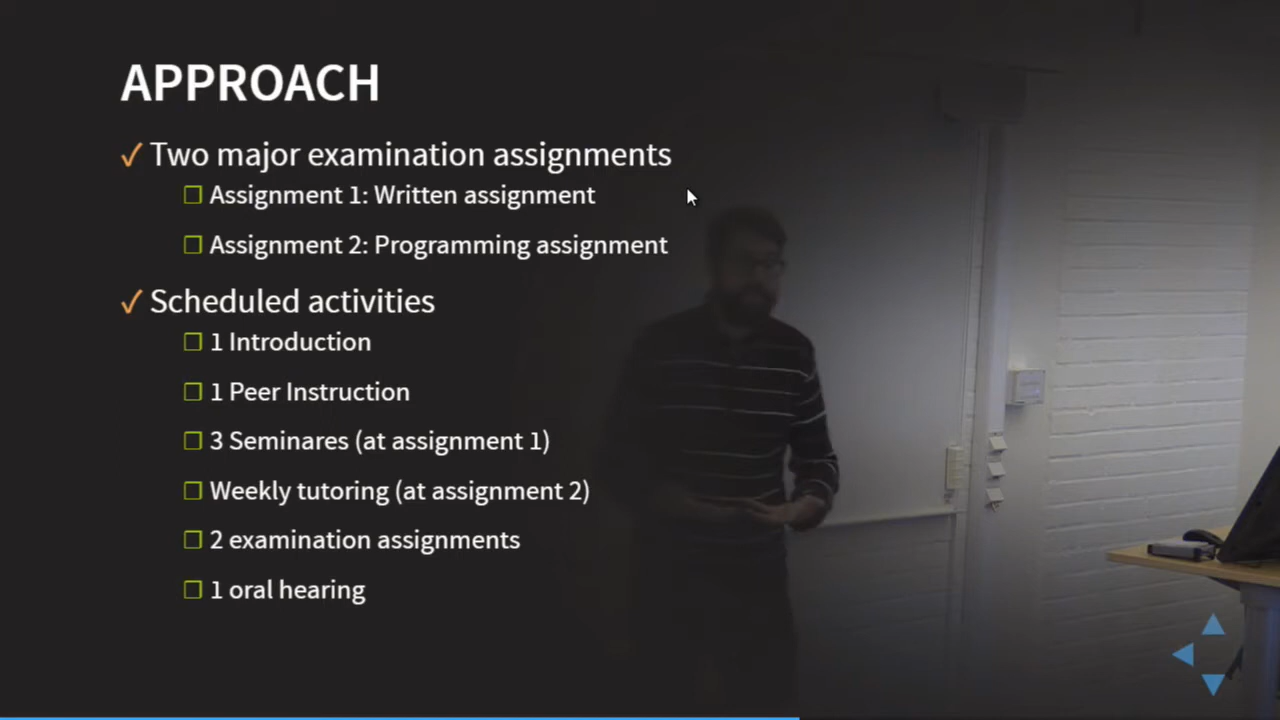 APPROACH
✓ Two major examination assignments
❐ Assignment 1: Written assignment
❐ Assignment 2: Programming assignment
✓ Scheduled activities
❐ 1 Introduction
❐ 1 Peer Instruction
❐ 3 Seminares (at assignment 1)
❐ Weekly tutoring (at assignment 2)
❐ 2 examination assignments
❐ 1 oral hearing